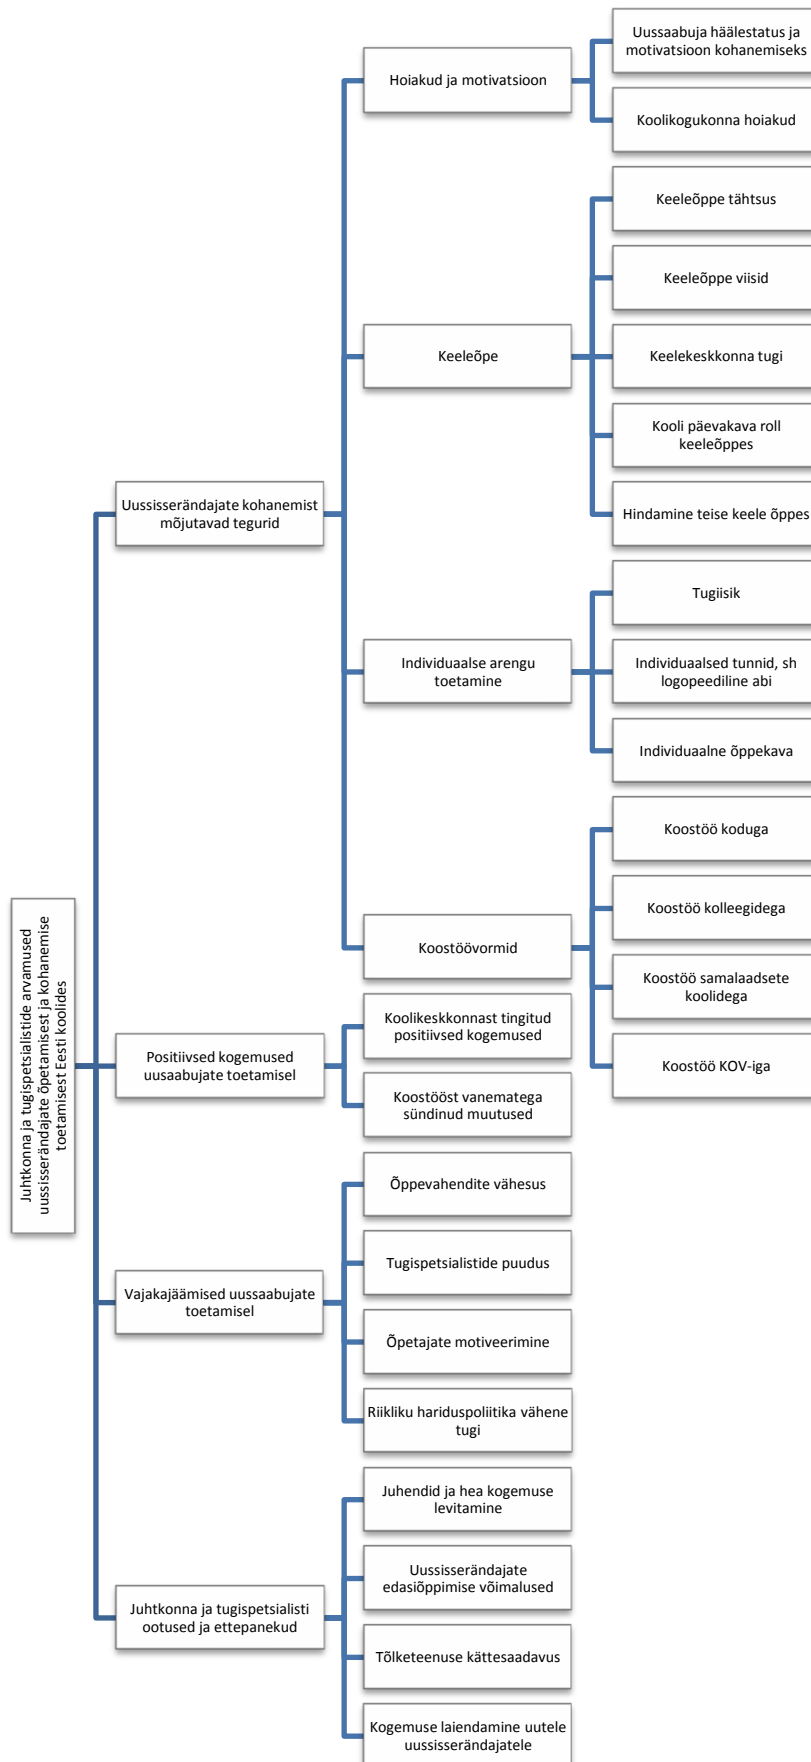 Juhtkonna ja tugispetsialistide arvamused
uussisserändajate õpetamisest ja kohanemise
toetamisest Eesti koolides
Uussisserändajate kohanemist
mõjutavad tegurid
Hoiakud ja motivatsioon
Uussaabuja häälestatus ja
motivatsioon kohanemiseks
Koolikogukonna hoiakud
Keeleõpe
Keeleõppe tähtsus
Keeleõppe viisid
Keelekeskkonna tugi
Kooli päevakava roll
keeleõppes
Hindamine teise keele õppes
Individuaalse arengu
toetamine
Tugiisik
Individuaalsed tunnid, sh
logopeediline abi
Individuaalne õppekava
Koostöövormid
Koostöö koduga
Koostöö kolleegidega
Koostöö samalaadsete
koolidega
Koostöö KOV-iga
Positiivsed kogemused
uusaabujate toetamisel
Koolikeskkonnast tingitud
positiivsed kogemused
Koostööst vanematega
sündinud muutused
Vajakajäämised uussaabujate
toetamisel
Õppevahendite vähesus
Tugispetsialistide puudus
Õpetajate motiveerimine
Riikliku hariduspoliitika vähene
tugi
Juhtkonna ja tugispetsialisti
ootused ja ettepanekud
Juhendid ja hea kogemuse
levitamine
Uussisserändajate
edasiõppimise võimalused
Tõlketeenuse kättesaadavus
Kogemuse laiendamine uutele
uussisserändajatele